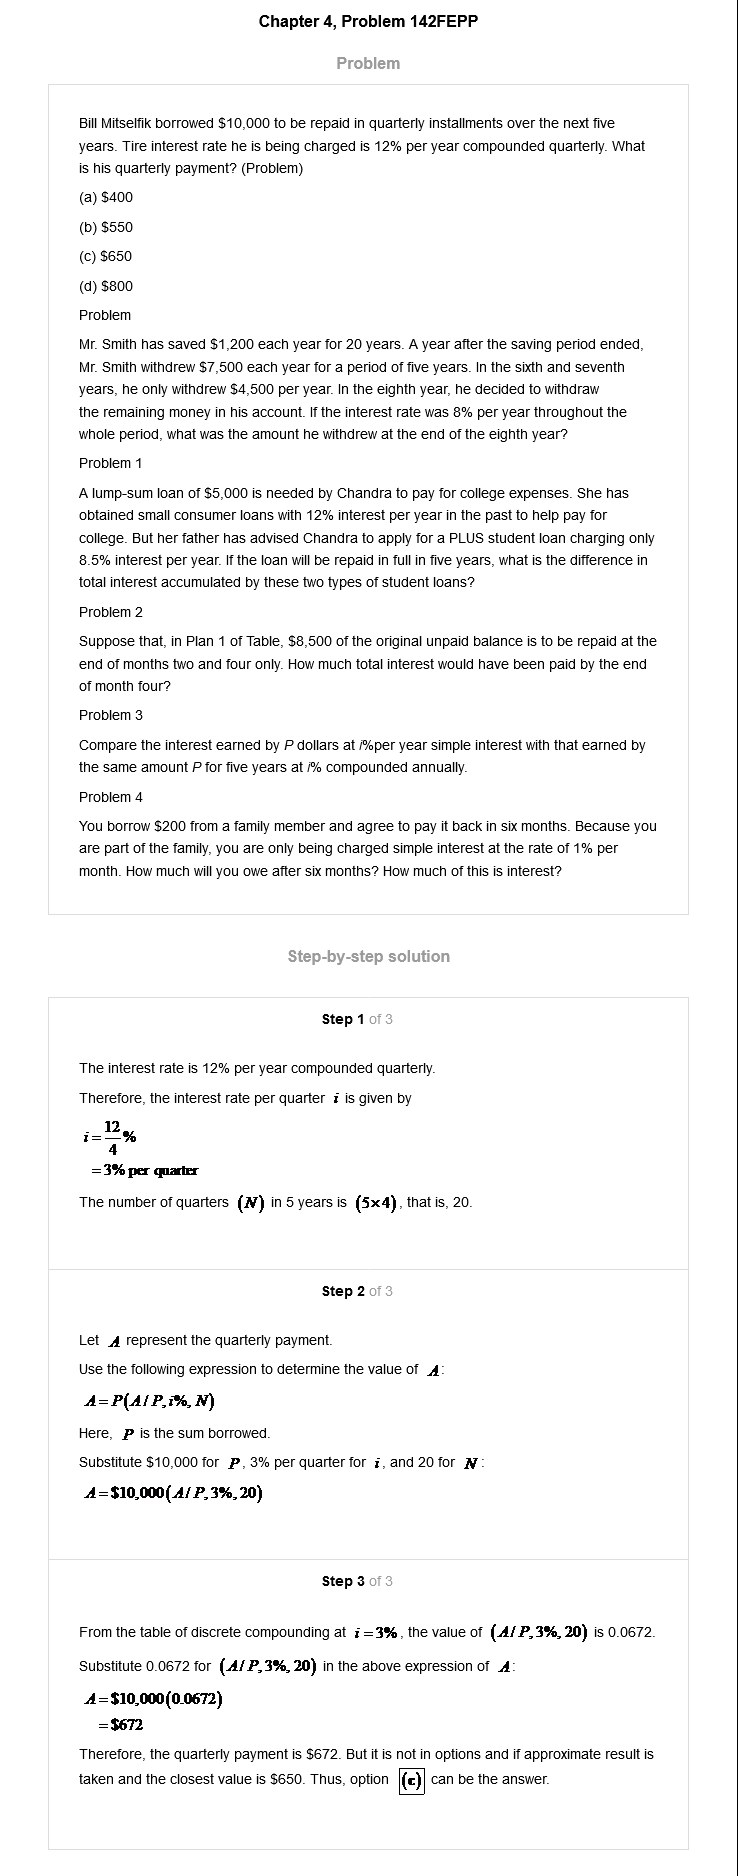 Chapter 4, Problem 142FEPP
Problem
Bill Mitselfik borrowed $10,000 to be repaid in quarterly installments over the next five
years. Tire interest rate he is being charged is 12% per year compounded quarterly. What
is his quarterly payment? (Problem)
(a) $400
(b) $550
(c) $650
(d) $800
Problem
Mr. Smith has saved $1,200 each year for 20 years. A year after the saving period ended,
Mr. Smith withdrew $7,500 each year for a period of five years. In the sixth and seventh
years, he only withdrew $4,500 per year. In the eighth year, he decided to withdraw
the remaining money in his account. If the interest rate was 8% per year throughout the
whole period, what was the amount he withdrew at the end of the eighth year?
Problem 1
A lump-sum loan of $5,000 is needed by Chandra to pay for college expenses. She has
obtained small consumer loans with 12% interest per year in the past to help pay for
college. But her father has advised Chandra to apply for a PLUS student loan charging only
8.5% interest per year. If the loan will be repaid in full in five years, what is the difference in
total interest accumulated by these two types of student loans?
Problem 2
Suppose that, in Plan 1 of Table, $8,500 of the original unpaid balance is to be repaid at the
end of months two and four only. How much total interest would have been paid by the end
of month four?
Problem 3
Compare the interest earned by P dollars at i%per year simple interest with that earned by
the same amount P for five years at i% compounded annually.
Problem 4
You borrow $200 from a family member and agree to pay it back in six months. Because you
are part of the family, you are only being charged simple interest at the rate of 1% per
month. How much will you owe after six months? How much of this is interest?
Step-by-step solution
Step 1 of 3
The interest rate is 12% per year compounded quarterly.
Therefore, the interest rate per quarter i is given by
i = 12/4 %
= 3% per quarter
The number of quarters (N) in 5 years is (5×4), that is, 20.
Step 2 of 3
Let A represent the quarterly payment.
Use the following expression to determine the value of A:
A = P(A/P, i%, N)
Here, P is the sum borrowed.
Substitute $10,000 for P, 3% per quarter for i, and 20 for N:
A = $10,000(A/P, 3%, 20)
Step 3 of 3
From the table of discrete compounding at i = 3%, the value of (A/P, 3%, 20) is 0.0672.
Substitute 0.0672 for (A/P, 3%, 20) in the above expression of A:
A = $10,000(0.0672)
= $672
Therefore, the quarterly payment is $672. But it is not in options and if approximate result is
taken and the closest value is $650. Thus, option (c) can be the answer.